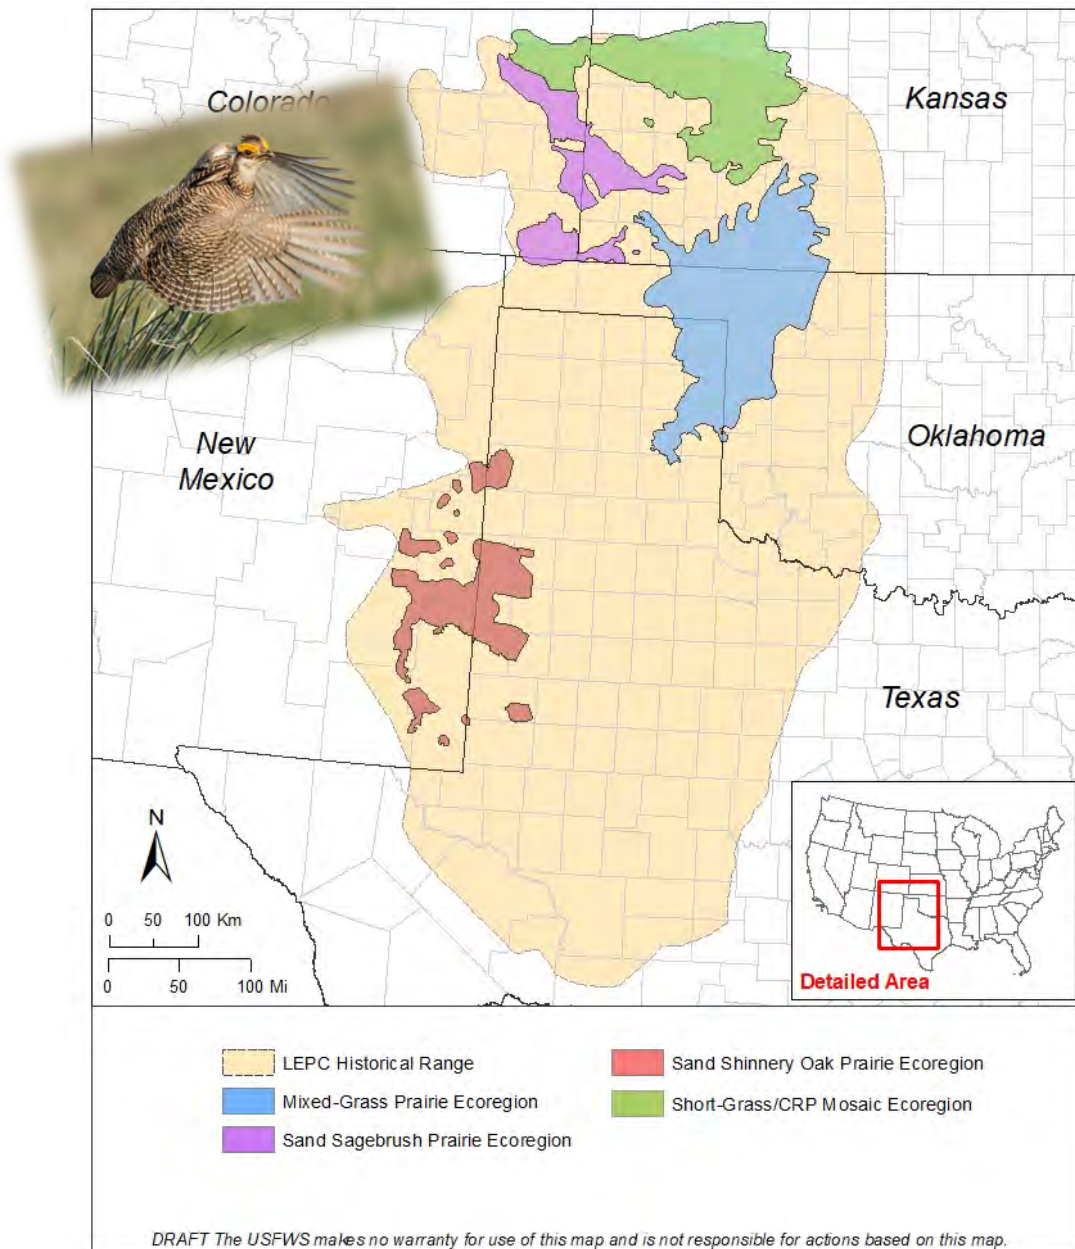 Colorado
Kansas
New
Mexico
Oklahoma
Texas
N
0 50 100 Km
0 50 100 Mi
Detailed Area
LEPC Historical Range
Mixed-Grass Prairie Ecoregion
Sand Sagebrush Prairie Ecoregion
Sand Shinnery Oak Prairie Ecoregion
Short-Grass/CRP Mosaic Ecoregion
DRAFT The USFWS makes no warranty for use of this map and is not responsible for actions based on this map.